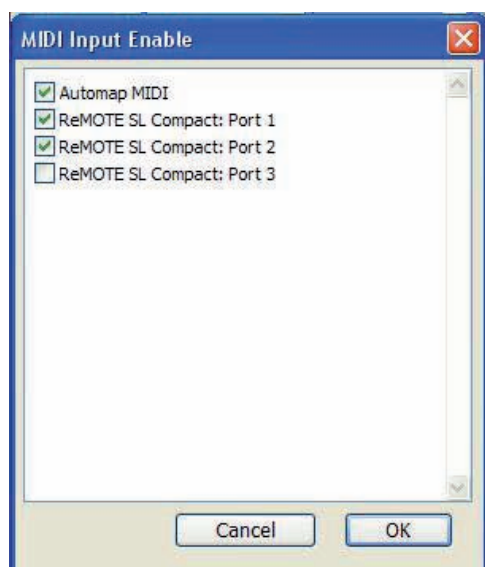 MIDI Input Enable
Automap MIDI
ReMOTE SL Compact: Port 1
ReMOTE SL Compact: Port 2
ReMOTE SL Compact: Port 3
Cancel OK